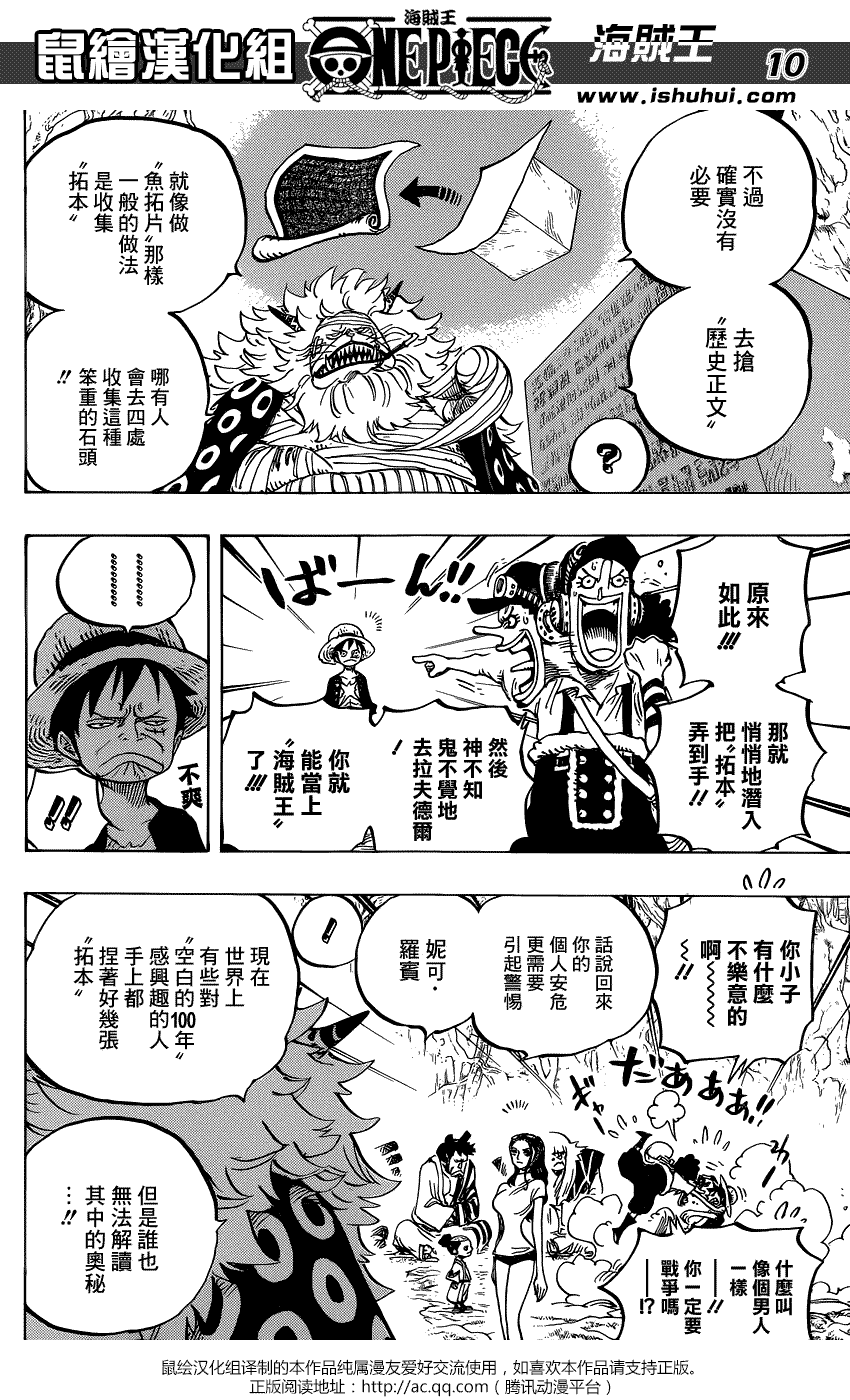 鼠繪漢化組
海賊王
ONE PIECE
海賊王
10
www.ishuhui.com
不過
確實沒有
必要
去搶
〝歷史正文〞
?
就像做
〝魚拓片〞那樣
一般的做法
是收集
〝拓本〞
哪有人
會去四處
收集這種
笨重的石頭
!!
原來
如此!!!
那就
悄悄地潛入
把〝拓本〞
弄到手!!
ばーん!!
然後
神不知
鬼不覺地
去拉夫德爾
!
你就
能當上
〝海賊王〞
了!!!
不爽
!!
你小子
有什麼
不樂意的
啊～～～
～～!!
だぁあぁあ!!
ギャー
什麼叫
像個男人
一樣
——!!
你一定要
戰爭嗎
——!?
話說回來
你的
個人安危
更需要
引起警惕
妮可・
羅賓
!
現在
世界上
有些對
〝空白的100年〞
感興趣的人
手上都
捏著好幾張
〝拓本〞
但是誰也
無法解讀
其中的奧秘
…!!
鼠绘汉化组译制的本作品纯属漫友爱好交流使用，如喜欢本作品请支持正版。
正版阅读地址：http://ac.qq.com（腾讯动漫平台）